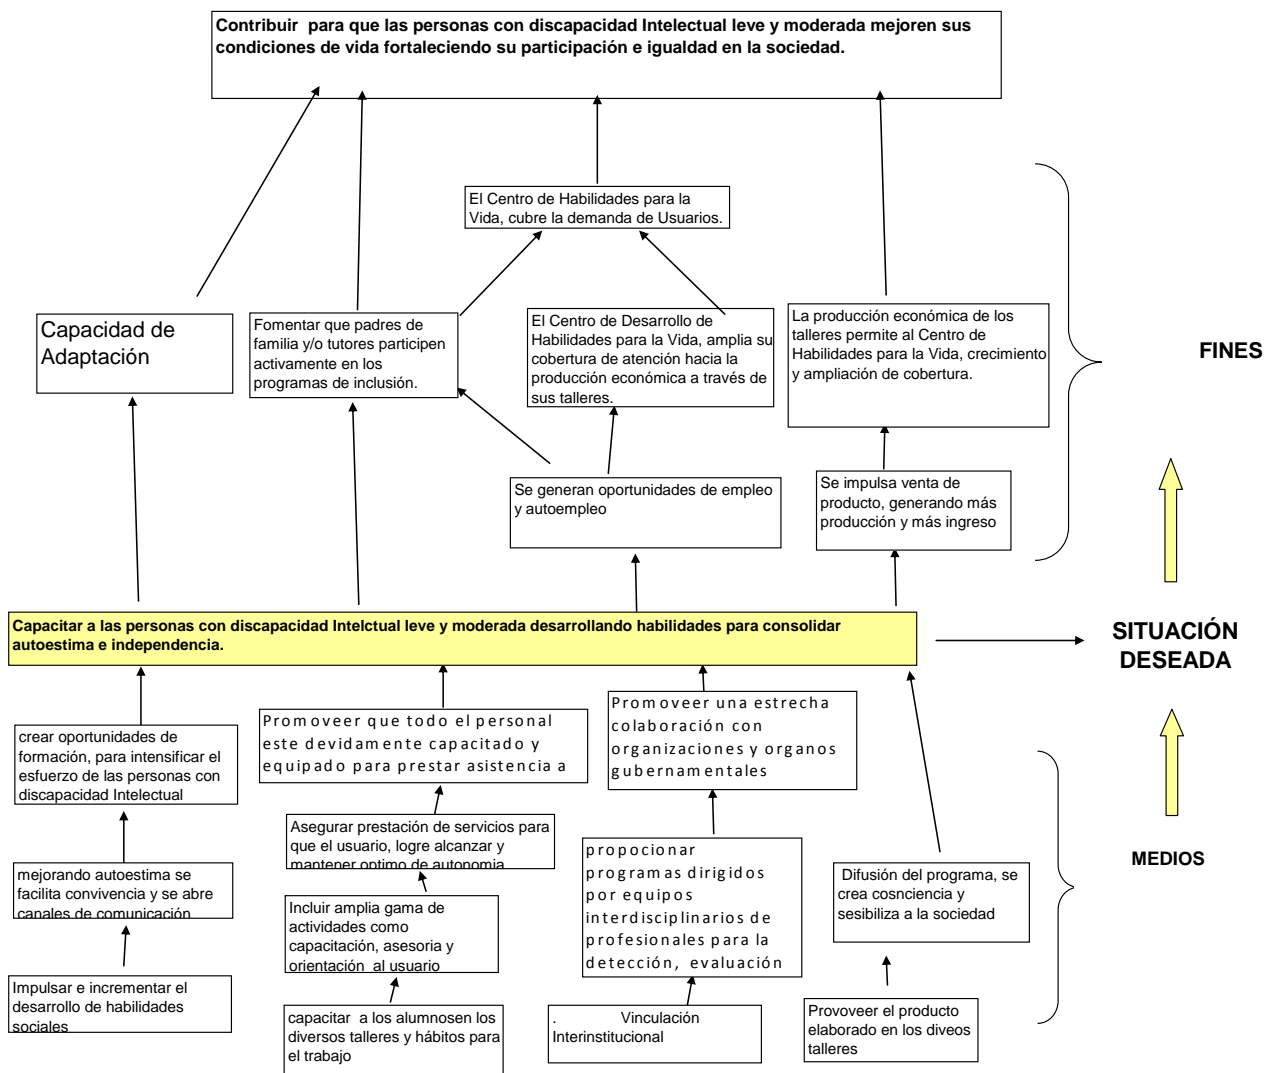 Contribuir  para que las personas con discapacidad Intelectual leve y moderada mejoren sus
condiciones de vida fortaleciendo su participación e igualdad en la sociedad.
El Centro de Habilidades para la
Vida, cubre la demanda de Usuarios.
Capacidad de
Adaptación
Fomentar que padres de
familia y/o tutores participen
activamente en los
programas de inclusión.
El Centro de Desarrollo de
Habilidades para la Vida, amplia su
cobertura de atención hacia la
producción económica a través de
sus talleres.
La producción económica de los
talleres permite al Centro de
Habilidades para la Vida, crecimiento
y ampliación de cobertura.
FINES
Se generan oportunidades de empleo
y autoempleo
Se impulsa venta de
producto, generando más
producción y más ingreso
Capacitar a las personas con discapacidad Intelctual leve y moderada desarrollando habilidades para consolidar
autoestima e independencia.
SITUACIÓN
DESEADA
crear oportunidades de
formación, para intensificar el
esfuerzo de las personas con
discapacidad Intelectual
Promoveer que todo el personal
este devidamente capacitado y
equipado para prestar asistencia a
Promoveer una estrecha
colaboración con
organizaciones y organos
gubernamentales
Asegurar prestación de servicios para
que el usuario, logre alcanzar y
mantener optimo de autonomia
mejorando autoestima se
facilita convivencia y se abre
canales de comunicación
Incluir amplia gama de
actividades como
capacitación, asesoria y
orientación  al usuario
propocionar
programas dirigidos
por equipos
interdisciplinarios de
profesionales para la
detección, evaluación
Difusión del programa, se
crea cosnciencia y
sesibiliza a la sociedad
MEDIOS
Impulsar e incrementar el
desarrollo de habilidades
sociales
capacitar  a los alumnosen los
diversos talleres y hábitos para
el trabajo
. Vinculación
Interinstitucional
Provoveer el producto
elaborado en los diveos
talleres